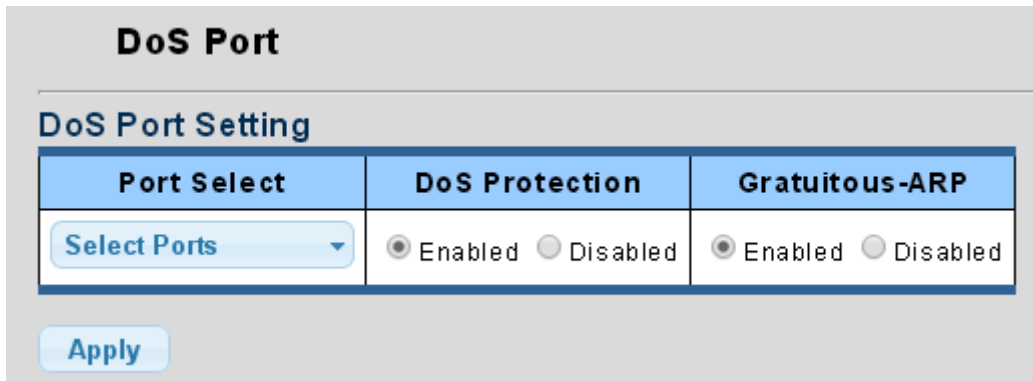 DoS Port
DoS Port Setting
Port Select DoS Protection Gratuitous-ARP
Select Ports Enabled Disabled Enabled Disabled
Apply